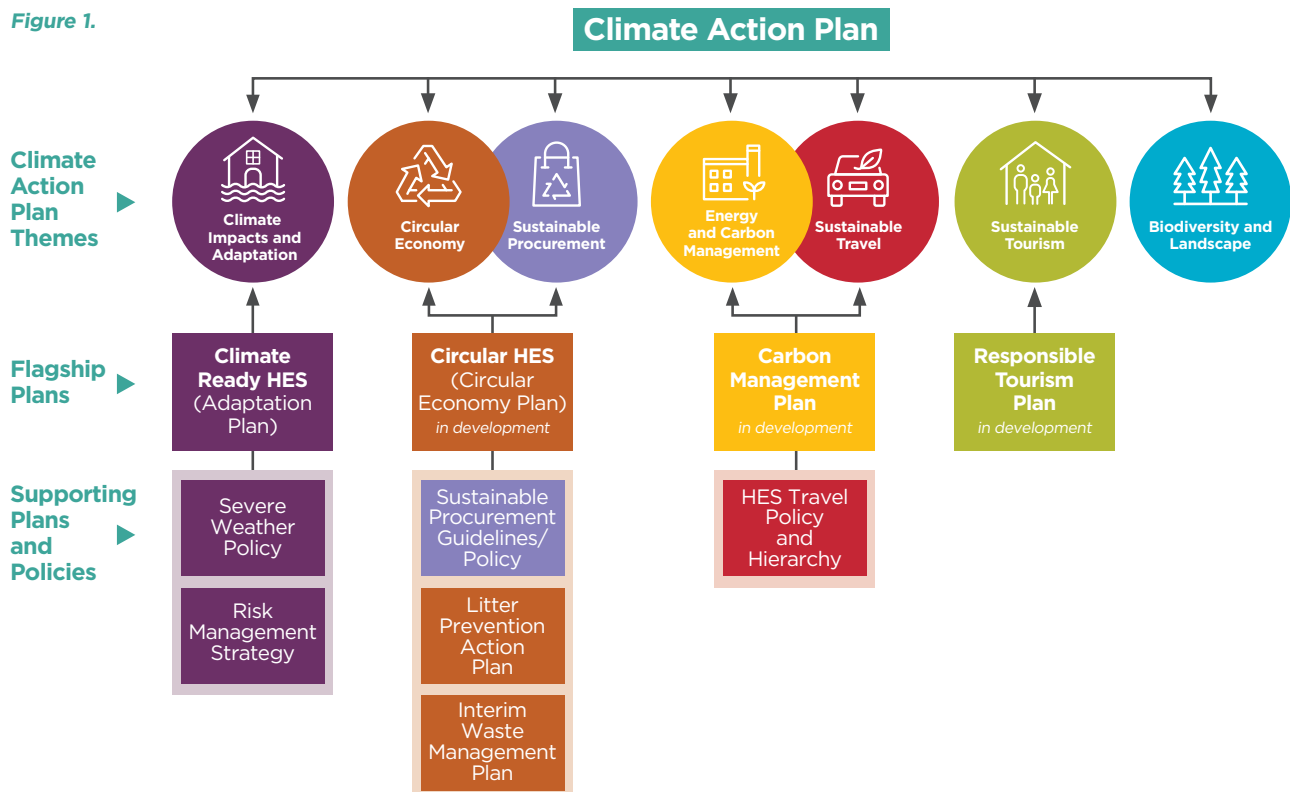 Figure 1.
Climate Action Plan
Climate
Action
Plan
Themes
Climate
Impacts and
Adaptation
Circular
Economy
Sustainable
Procurement
Energy
and Carbon
Management
Sustainable
Travel
Sustainable
Tourism
Biodiversity and
Landscape
Flagship
Plans
Climate
Ready HES
(Adaptation
Plan)
Circular HES
(Circular
Economy Plan)
in development
Carbon
Management
Plan
in development
Responsible
Tourism
Plan
in development
Supporting
Plans
and
Policies
Severe
Weather
Policy
Risk
Management
Strategy
Sustainable
Procurement
Guidelines/
Policy
Litter
Prevention
Action
Plan
Interim
Waste
Management
Plan
HES Travel
Policy
and
Hierarchy